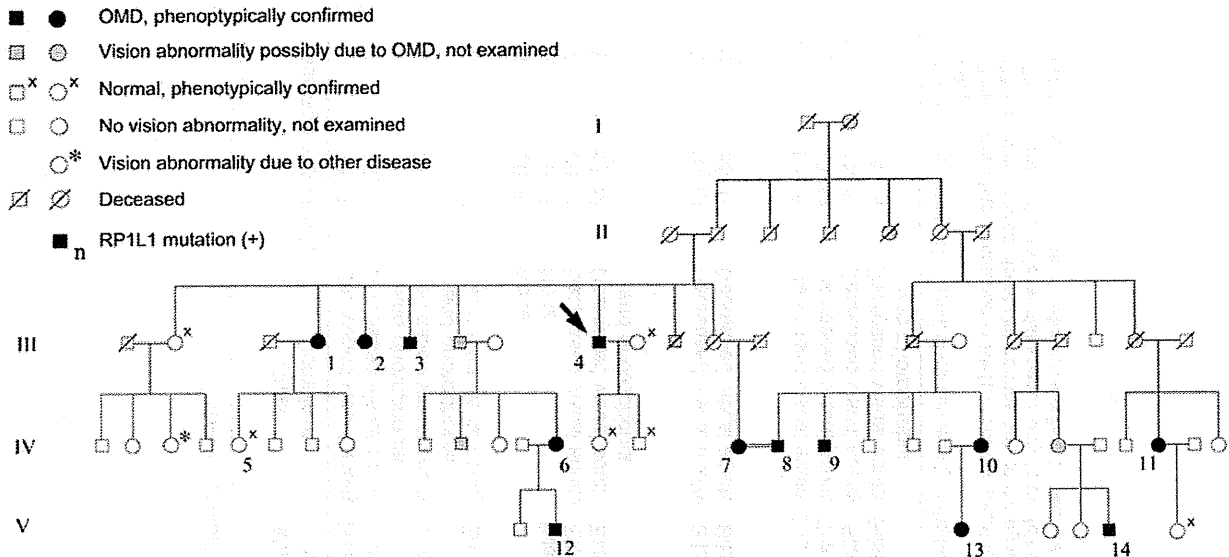 OMD, phenoptypically confirmed
Vision abnormality possibly due to OMD, not examined
x x Normal, phenotypically confirmed
No vision abnormality, not examined
* Vision abnormality due to other disease
Deceased
n RP1L1 mutation (+)
I
II
III
x x
1 2 3 4
IV
* x x x
5 6 7 8 9 10 11
V
x
12 13 14